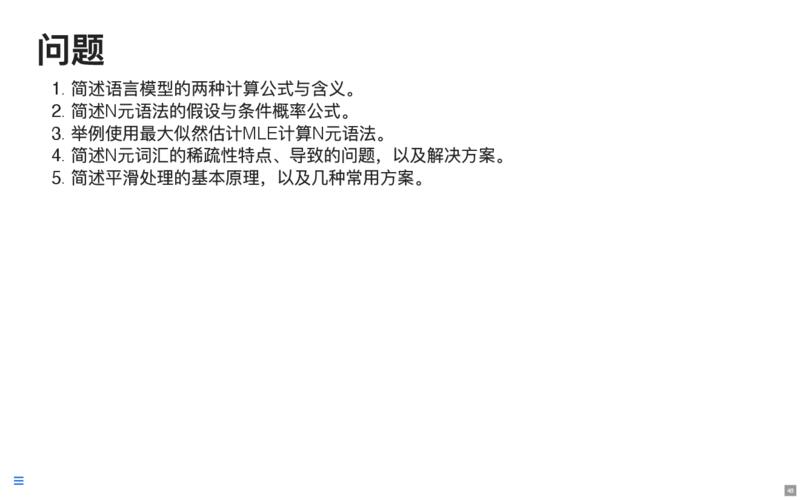 问题
1. 简述语言模型的两种计算公式与含义。
2. 简述N元语法的假设与条件概率公式。
3. 举例使用最大似然估计MLE计算N元语法。
4. 简述N元词汇的稀疏性特点、导致的问题，以及解决方案。
5. 简述平滑处理的基本原理，以及几种常用方案。